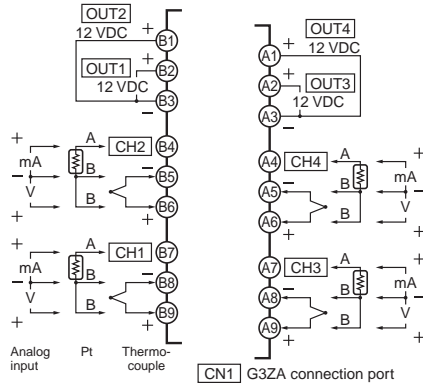 OUT2
12 VDC
+
B1
OUT1
+
B2
12 VDC
B3
−
B4
A
CH2
+
mA
−
V
+
B
B
−
B5
B6
+
B7
A
CH1
+
mA
−
V
+
B
B
−
B8
B9
+
Analog input
Pt
Thermo-
couple
OUT4
+
12 VDC
A1
+
A2
OUT3
12 VDC
A3
−
A4
CH4
A
+
mA
−
V
+
B
B
−
A5
A6
+
A7
CH3
A
+
mA
−
V
+
B
B
−
A8
A9
+
CN1 G3ZA connection port